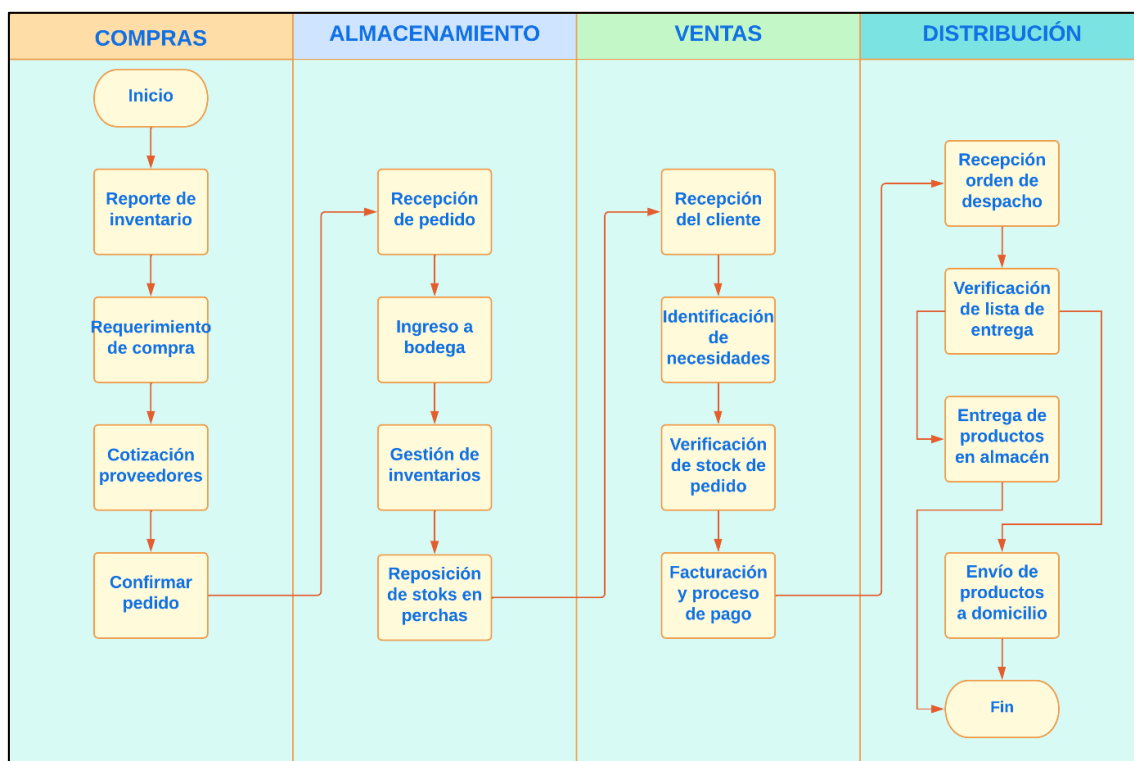 COMPRAS
ALMACENAMIENTO
VENTAS
DISTRIBUCIÓN
Inicio
Reporte de
inventario
Requerimiento
de compra
Cotización
proveedores
Confirmar
pedido
Recepción
de pedido
Ingreso a
bodega
Gestión de
inventarios
Reposición
de stoks en
perchas
Recepción
del cliente
Identificación
de
necesidades
Verificación
de stock de
pedido
Facturación
y proceso
de pago
Recepción
orden de
despacho
Verificación
de lista de
entrega
Entrega de
productos
en almacén
Envío de
productos
a domicilio
Fin